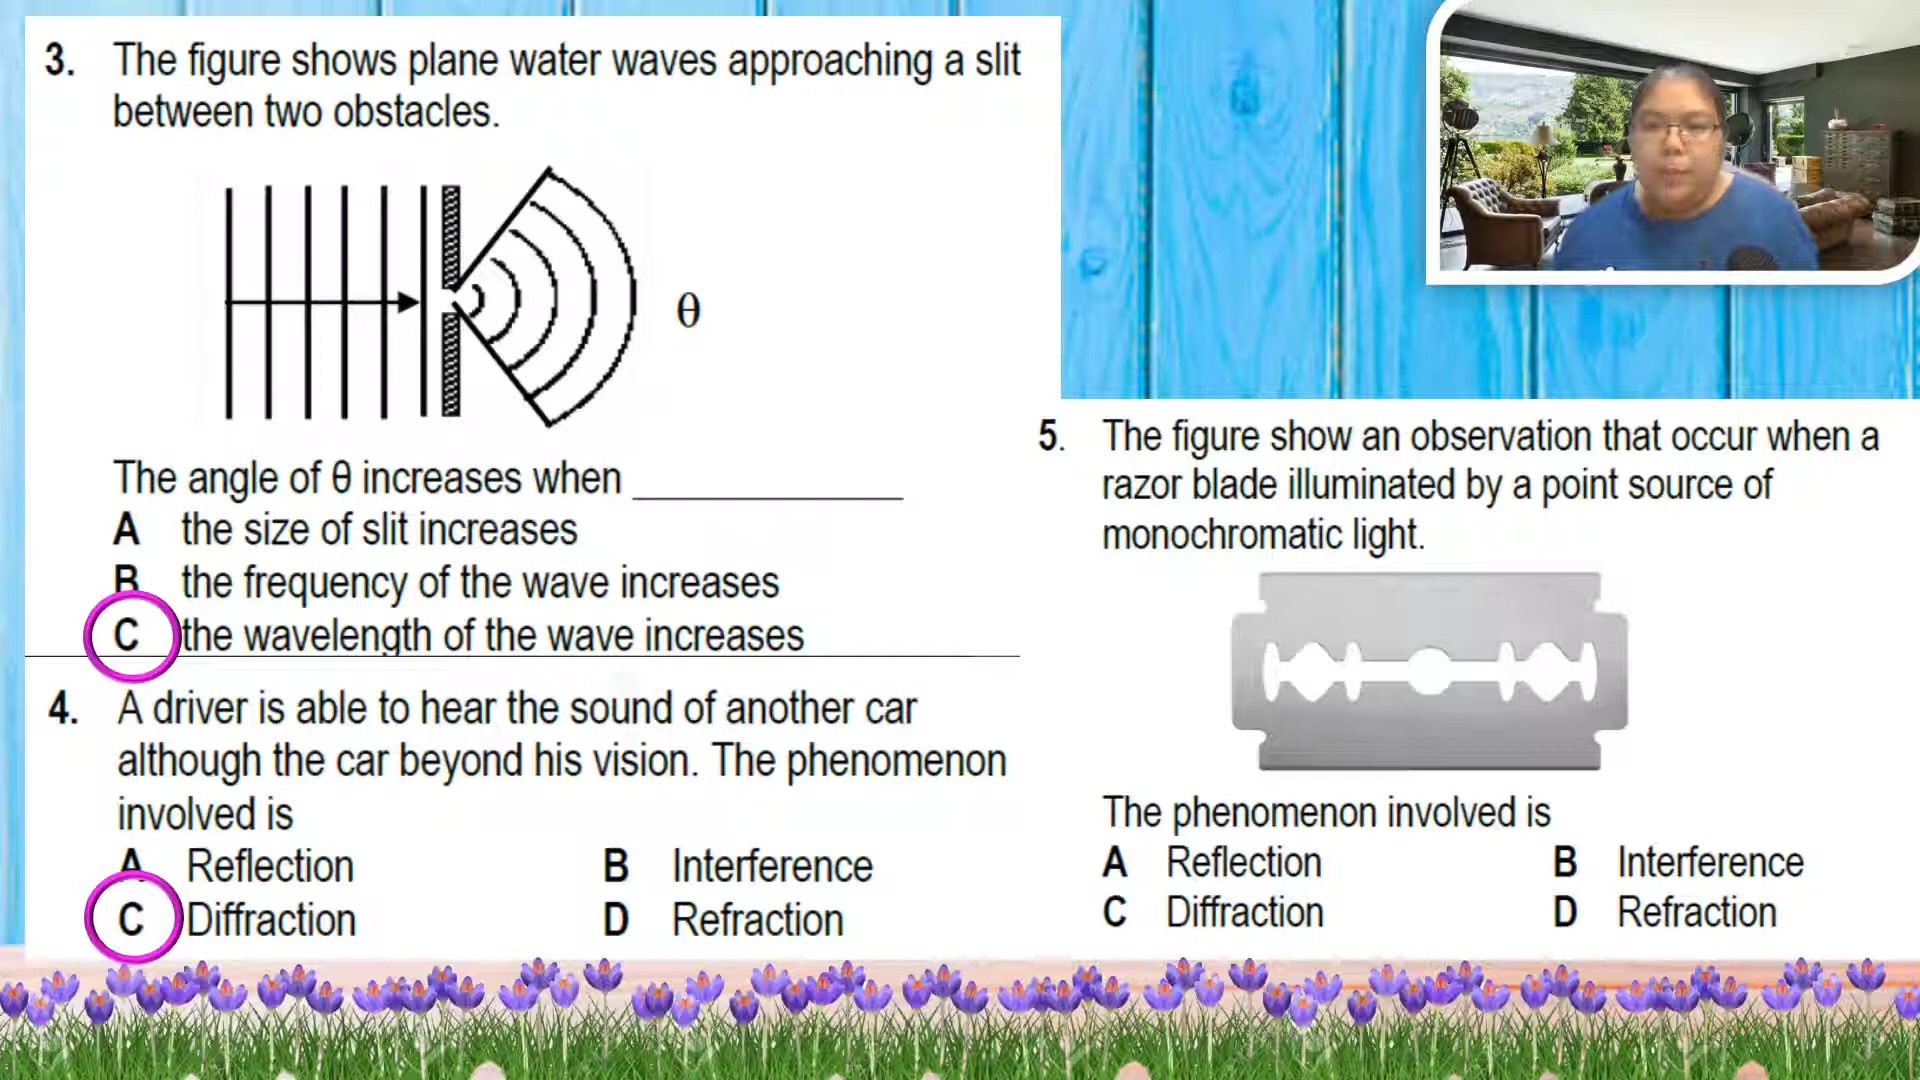 3. The figure shows plane water waves approaching a slit
between two obstacles.
θ
The angle of θ increases when ____________
A the size of slit increases
B the frequency of the wave increases
C the wavelength of the wave increases
4. A driver is able to hear the sound of another car
although the car beyond his vision. The phenomenon
involved is
A Reflection B Interference
C Diffraction D Refraction
5. The figure show an observation that occur when a
razor blade illuminated by a point source of
monochromatic light.
The phenomenon involved is
A Reflection B Interference
C Diffraction D Refraction